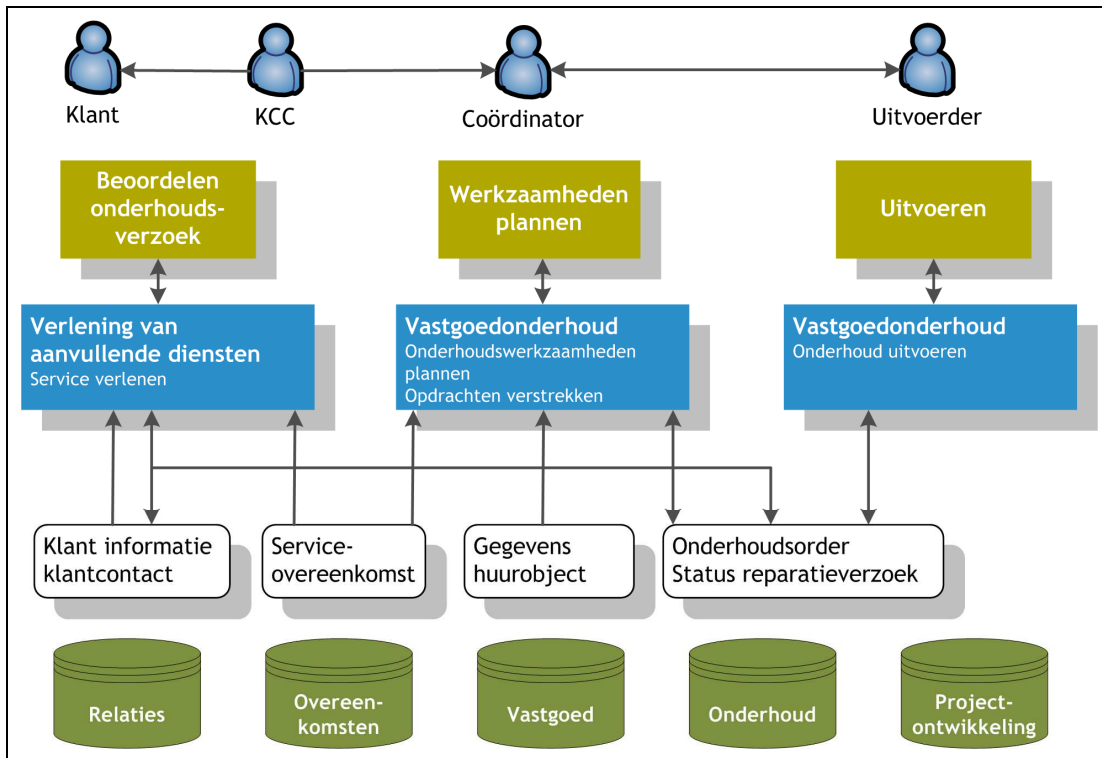 Klant
KCC
Coördinator
Uitvoerder
Beoordelen
onderhouds-
verzoek
Werkzaamheden
plannen
Uitvoeren
Verlening van
aanvullende diensten
Service verlenen
Vastgoedonderhoud
Onderhoudswerkzaamheden
plannen
Opdrachten verstrekken
Vastgoedonderhoud
Onderhoud uitvoeren
Klant informatie
klantcontact
Service-
overeenkomst
Gegevens
huurobject
Onderhoudsorder
Status reparatieverzoek
Relaties
Overeen-
komsten
Vastgoed
Onderhoud
Project-
ontwikkeling